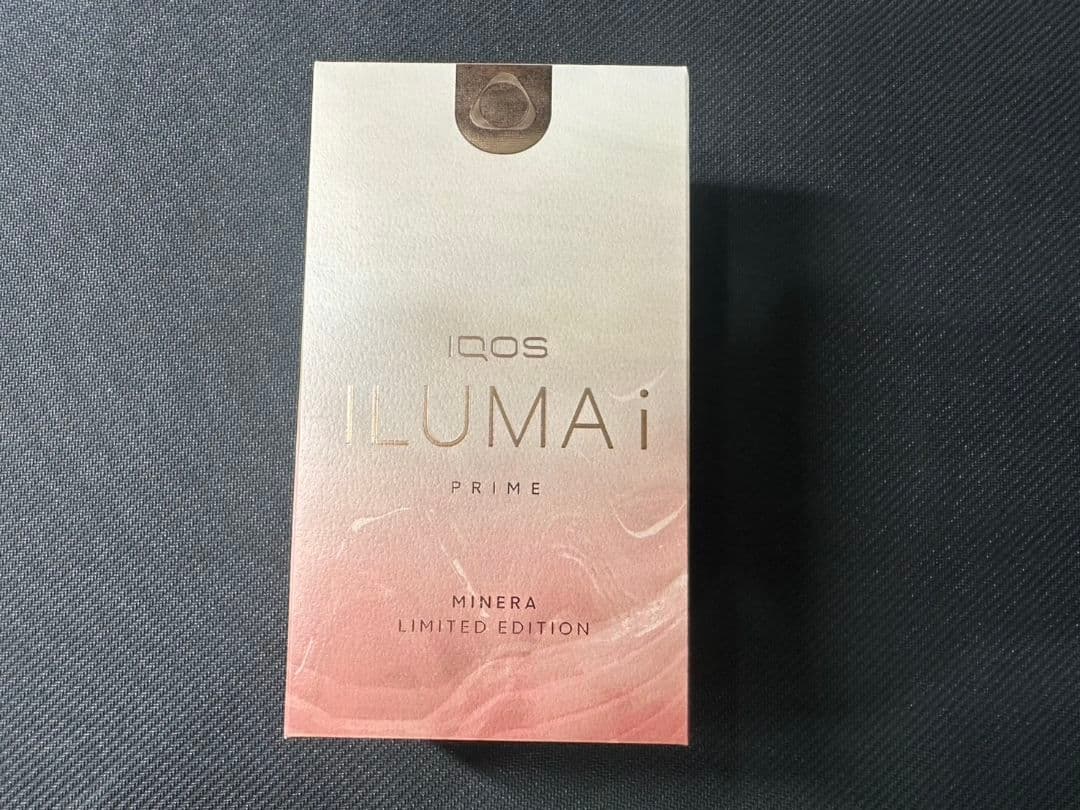 IQOS
ILUMA i
PRIME
MINERA
LIMITED EDITION